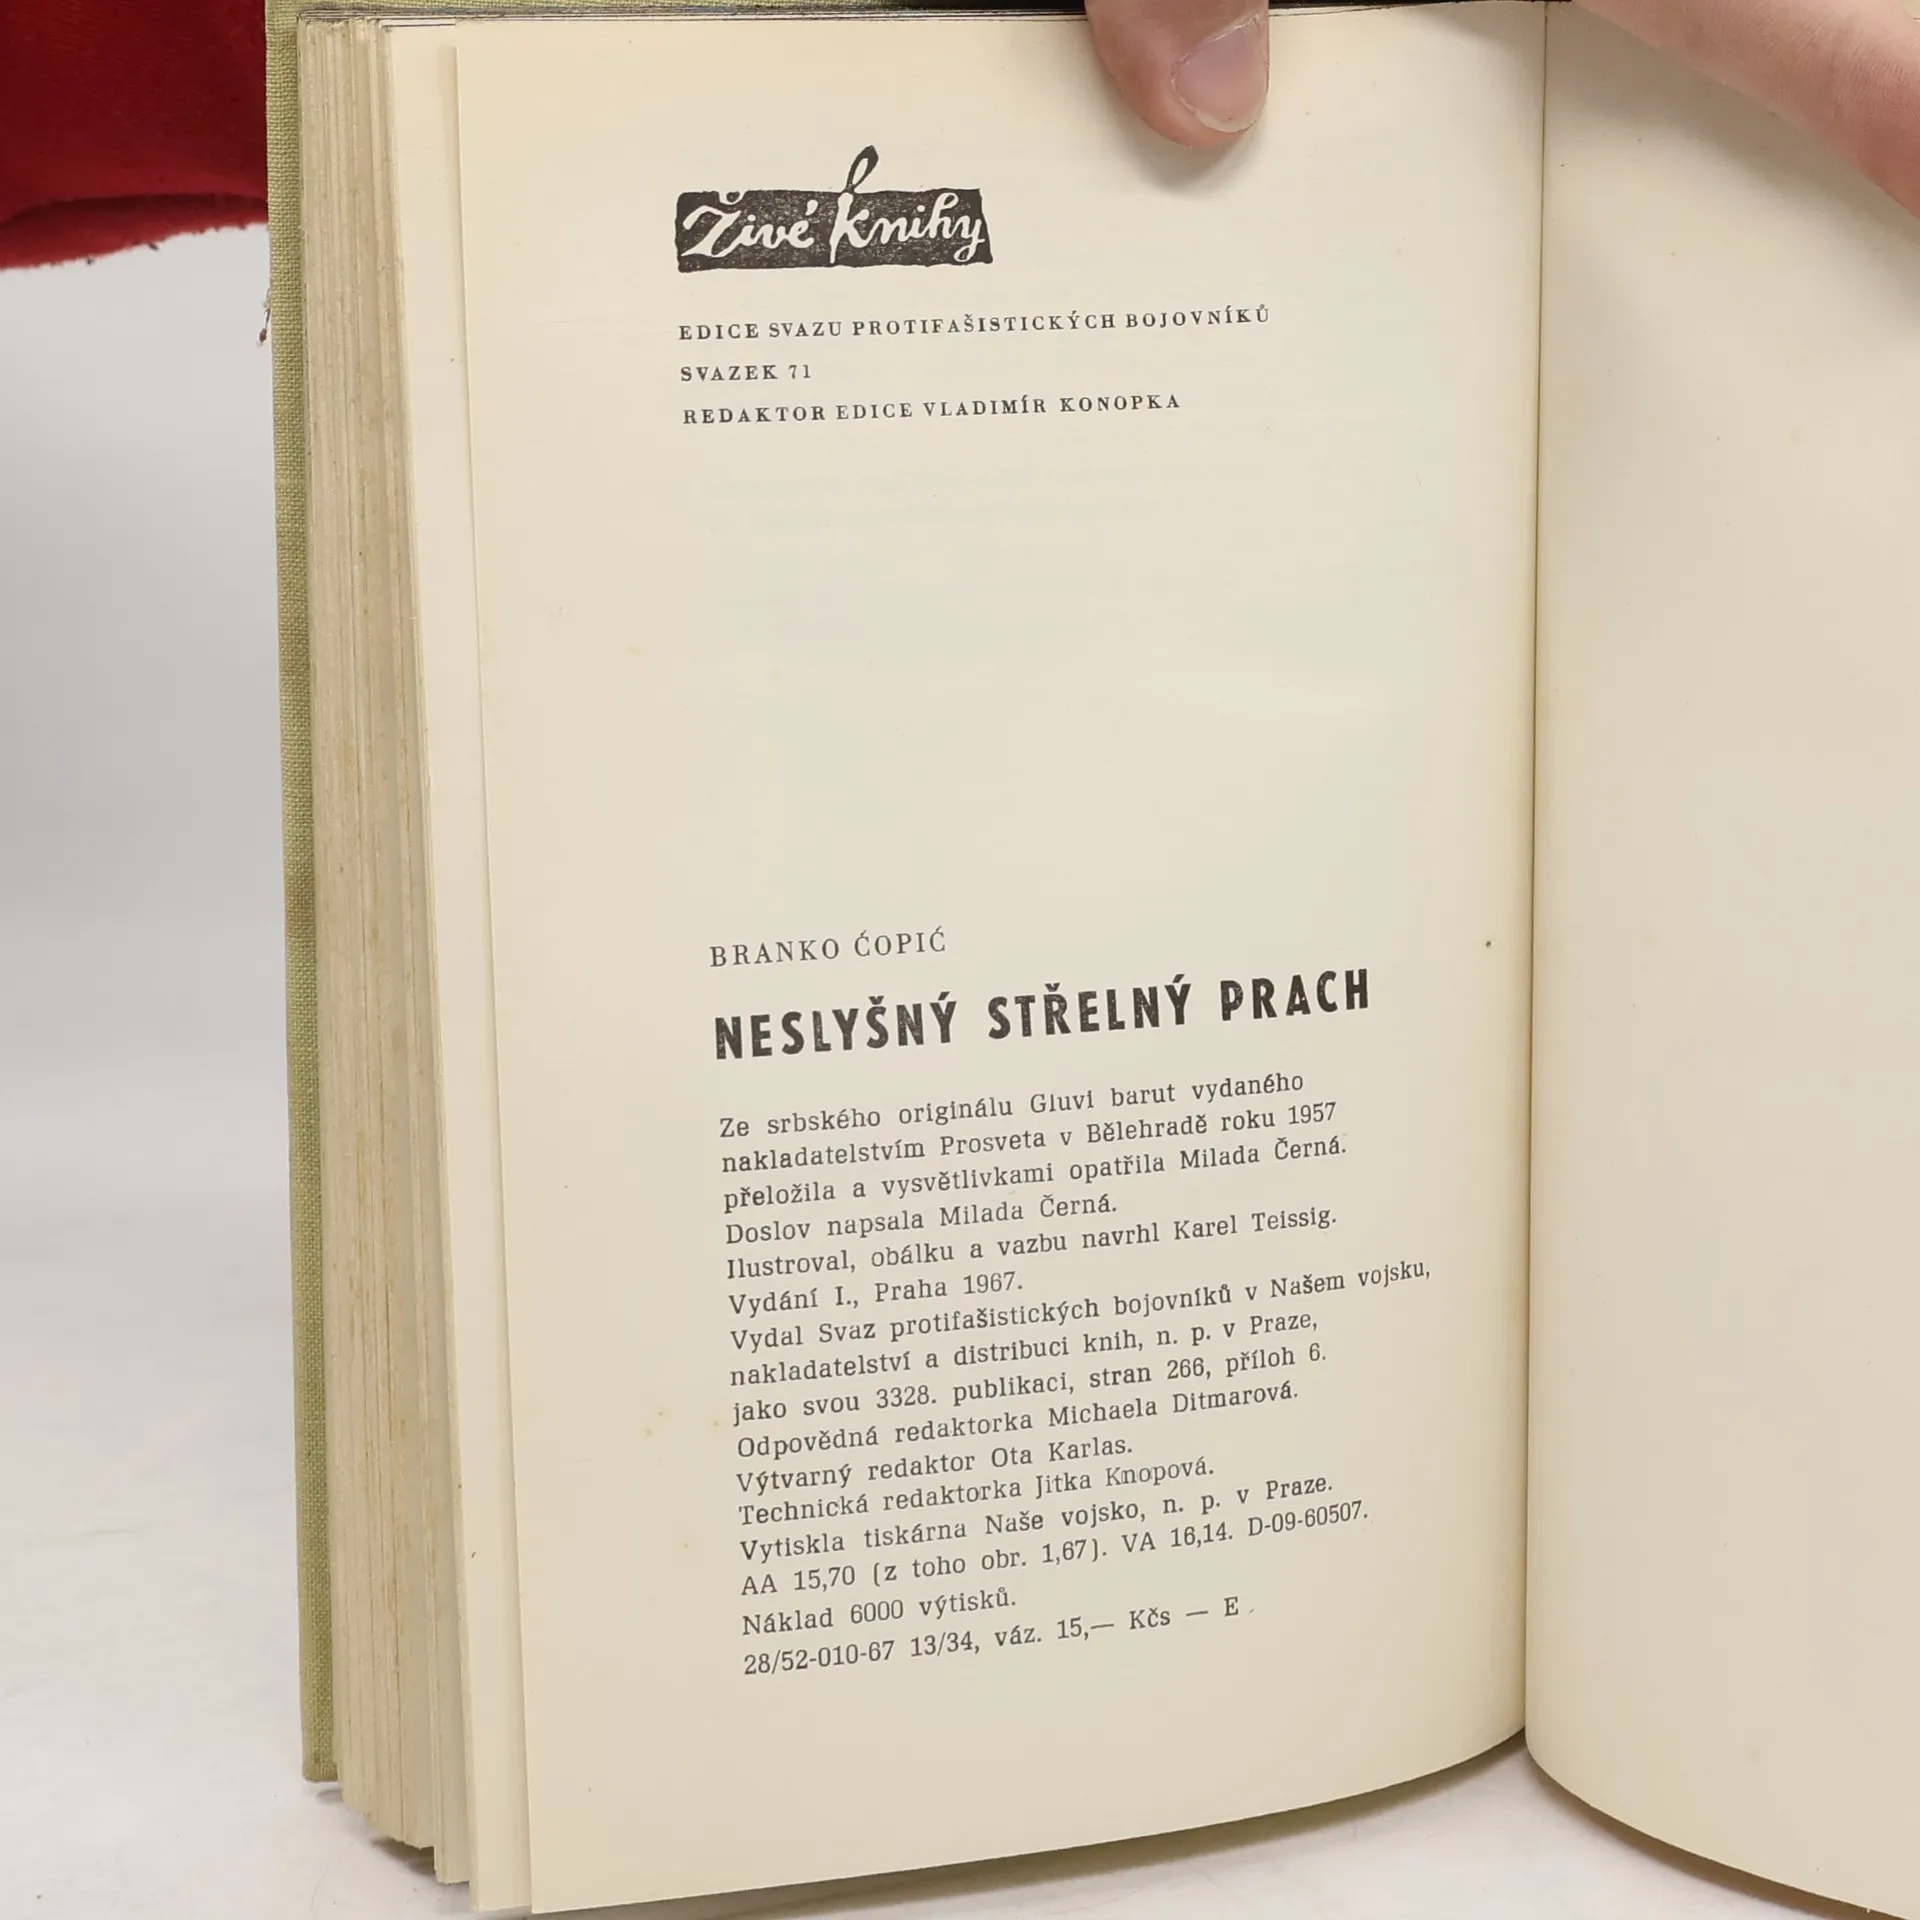 Živé knihy
EDICE SVAZU PROTIFAŠISTICKÝCH BOJOVNÍKŮ
SVAZEK 71
REDAKTOR EDICE VLADIMÍR KONOPKA
BRANKO ĆOPIĆ
NESLYŠNÝ STŘELNÝ PRACH
Ze srbského originálu Gluvi barut vydaného
nakladatelstvím Prosveta v Bělehradě roku 1957
přeložila a vysvětlivkami opatřila Milada Černá.
Doslov napsala Milada Černá.
Ilustroval, obálku a vazbu navrhl Karel Teissig.
Vydání I., Praha 1967.
Vydal Svaz protifašistických bojovníků v Našem vojsku,
nakladatelství a distribuci knih, n. p. v Praze,
jako svou 3328. publikaci, stran 266, příloh 6.
Odpovědná redaktorka Michaela Ditmarová.
Výtvarný redaktor Ota Karlas.
Technická redaktorka Jitka Knopová.
Vytiskla tiskárna Naše vojsko, n. p. v Praze.
AA 15,70 (z toho obr. 1,67). VA 16,14. D-09-60507.
Náklad 6000 výtisků.
28/52-010-67 13/34, váz. 15,— Kčs — E